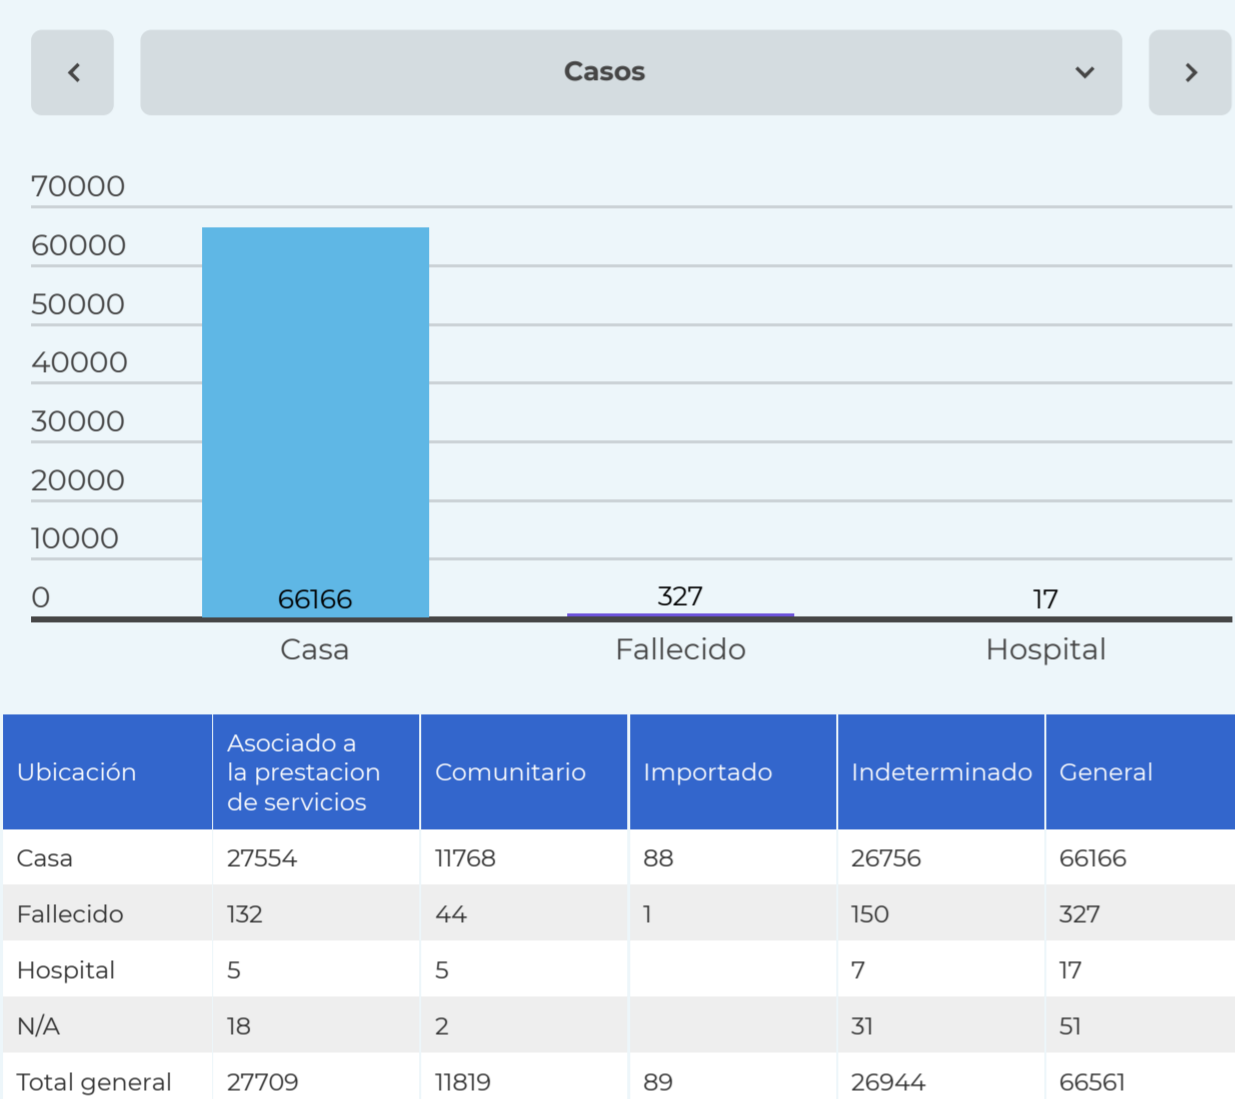 Casos
70000
60000
50000
40000
30000
20000
10000
0
66166
327
17
Casa
Fallecido
Hospital
Ubicación
Asociado a
la prestacion
de servicios
Comunitario
Importado
Indeterminado
General
Casa 27554 11768 88 26756 66166
Fallecido 132 44 1 150 327
Hospital 5 5 7 17
N/A 18 2 31 51
Total general 27709 11819 89 26944 66561